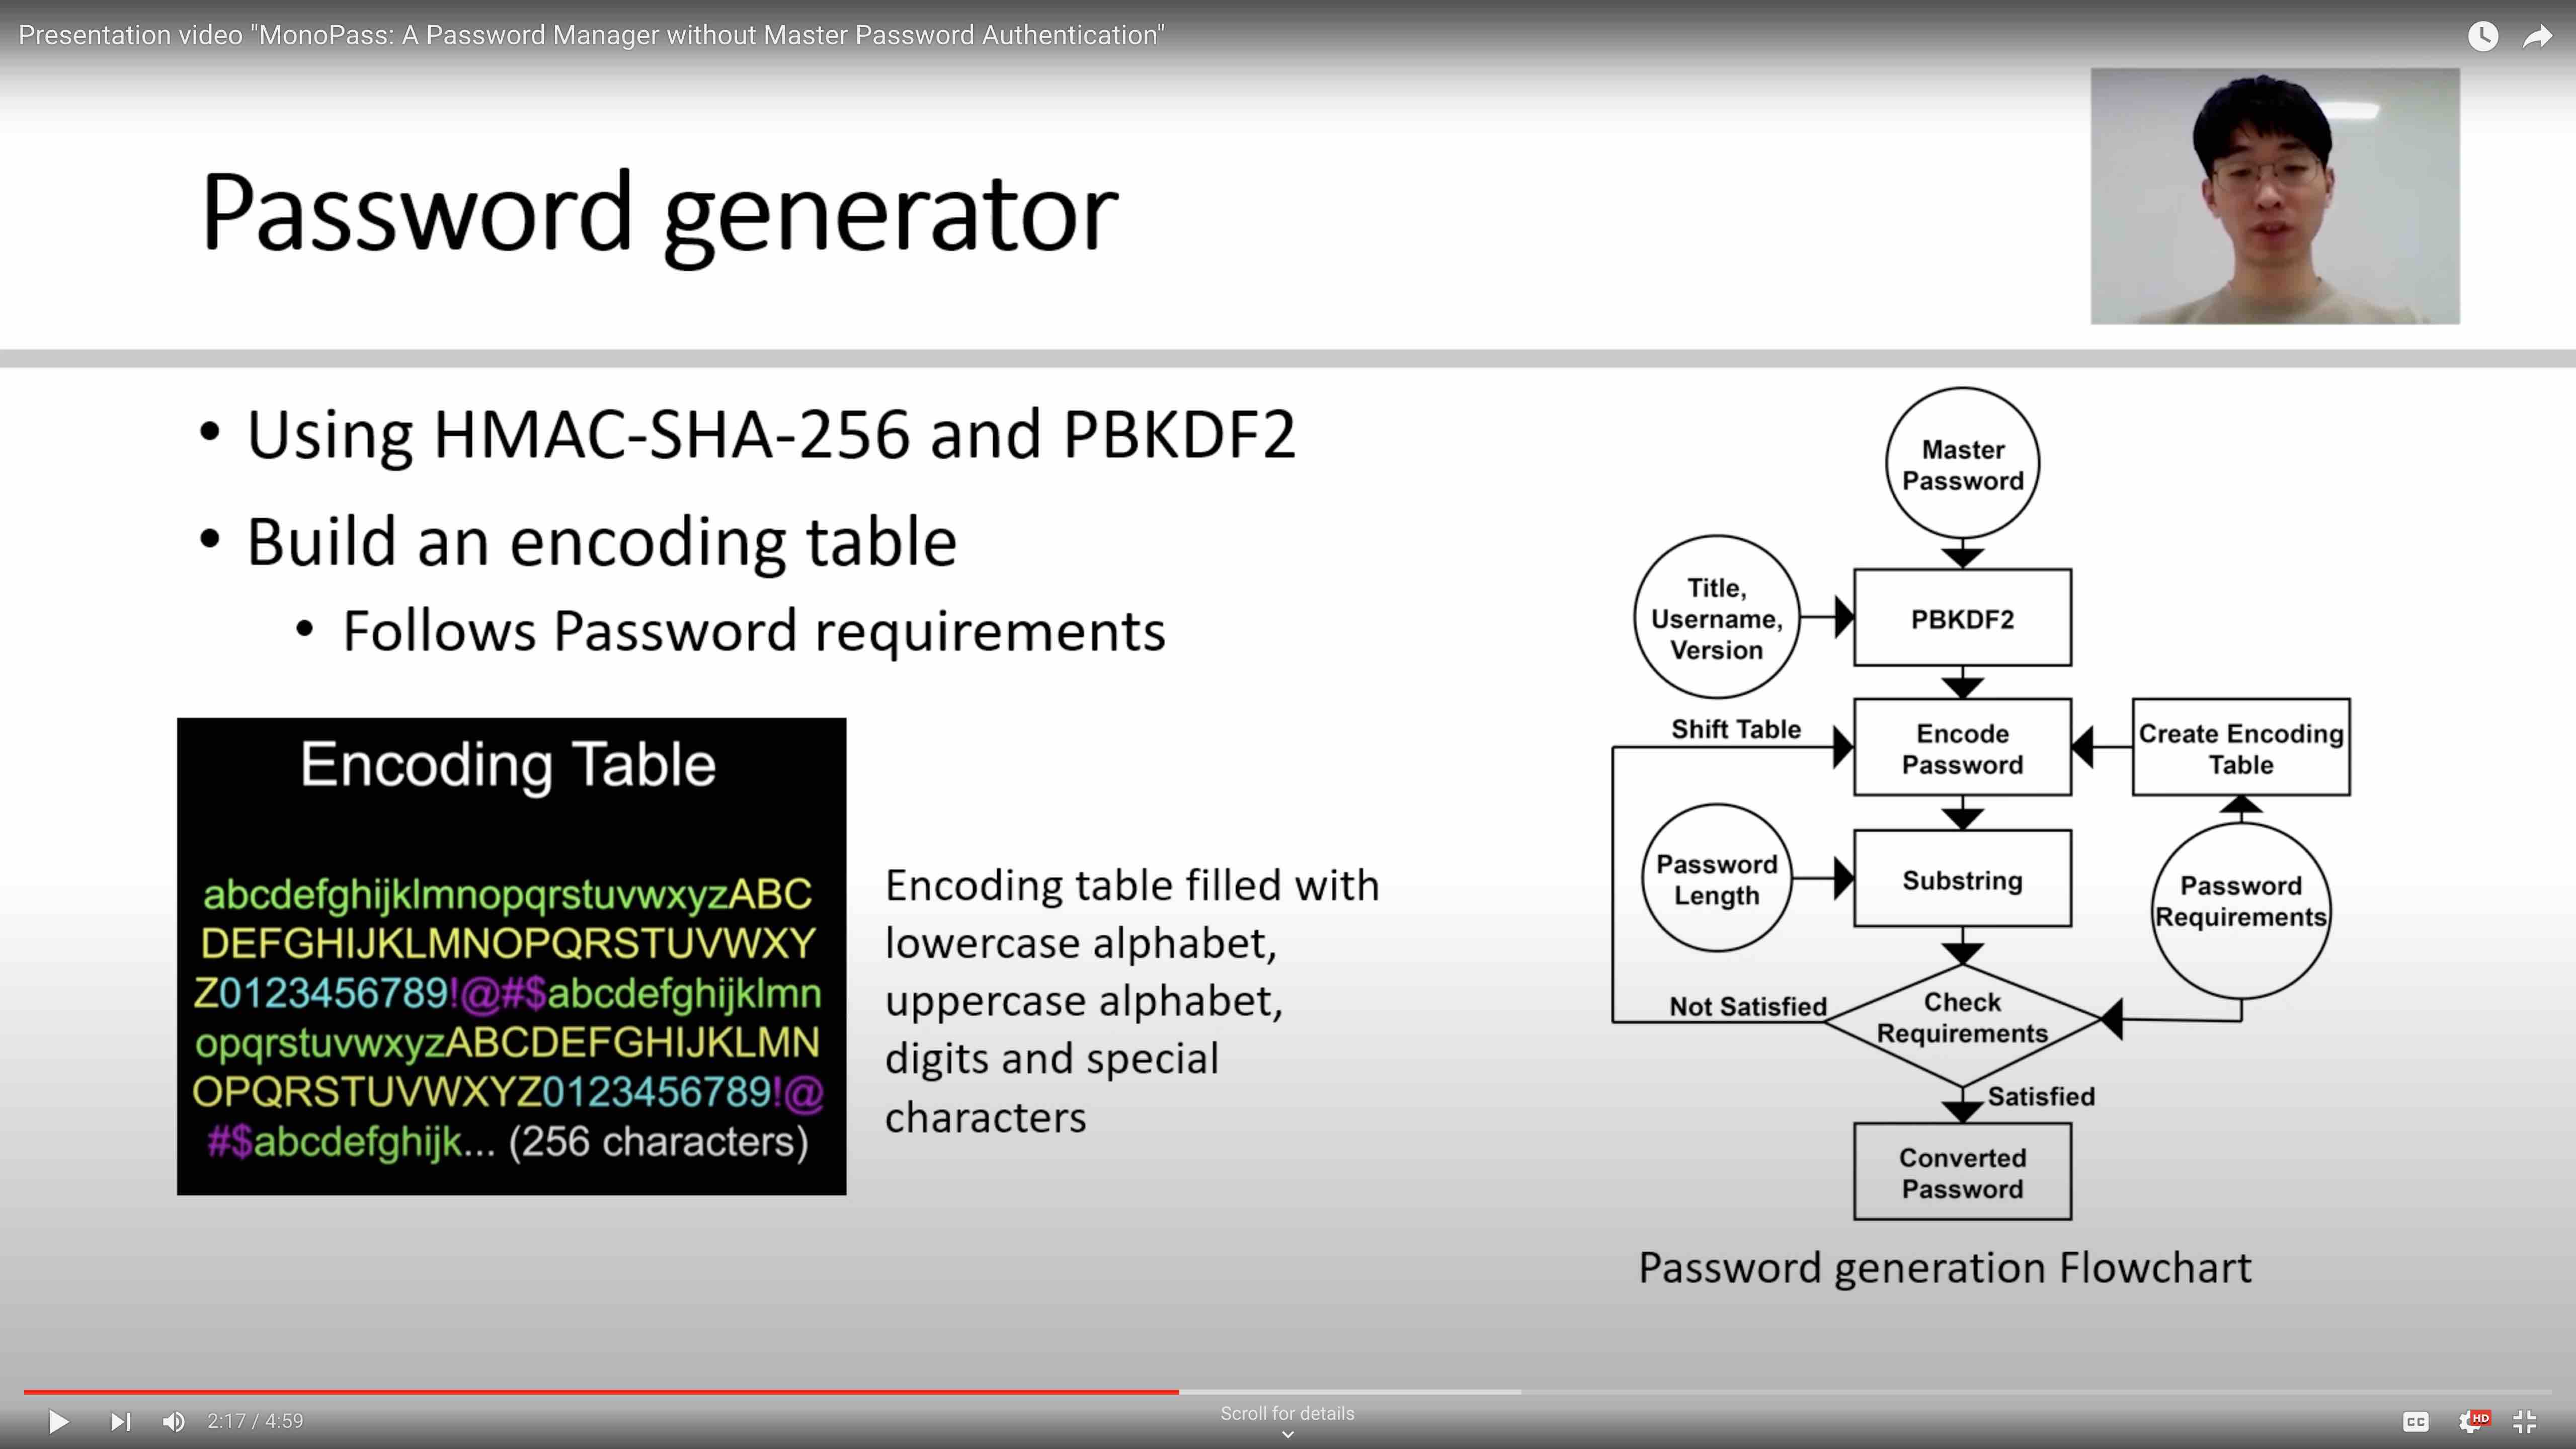 Presentation video "MonoPass: A Password Manager without Master Password Authentication"
Password generator
• Using HMAC-SHA-256 and PBKDF2
• Build an encoding table
• Follows Password requirements
Encoding Table
abcdefghijklmnopqrstuvwxyzABC
DEFGHIJKLMNOPQRSTUVWXY
Z0123456789!@#$abcdefghijklmn
opqrstuvwxyzABCDEFGHIJKLMN
OPQRSTUVWXYZ0123456789!@
#$abcdefghijk... (256 characters)
Encoding table filled with
lowercase alphabet,
uppercase alphabet,
digits and special
characters
Master
Password
Title,
Username,
Version
PBKDF2
Shift Table
Encode
Password
Create Encoding
Table
Password
Length
Substring
Password
Requirements
Not Satisfied
Check
Requirements
Satisfied
Converted
Password
Password generation Flowchart
2:17 / 4:59
Scroll for details
CC
HD